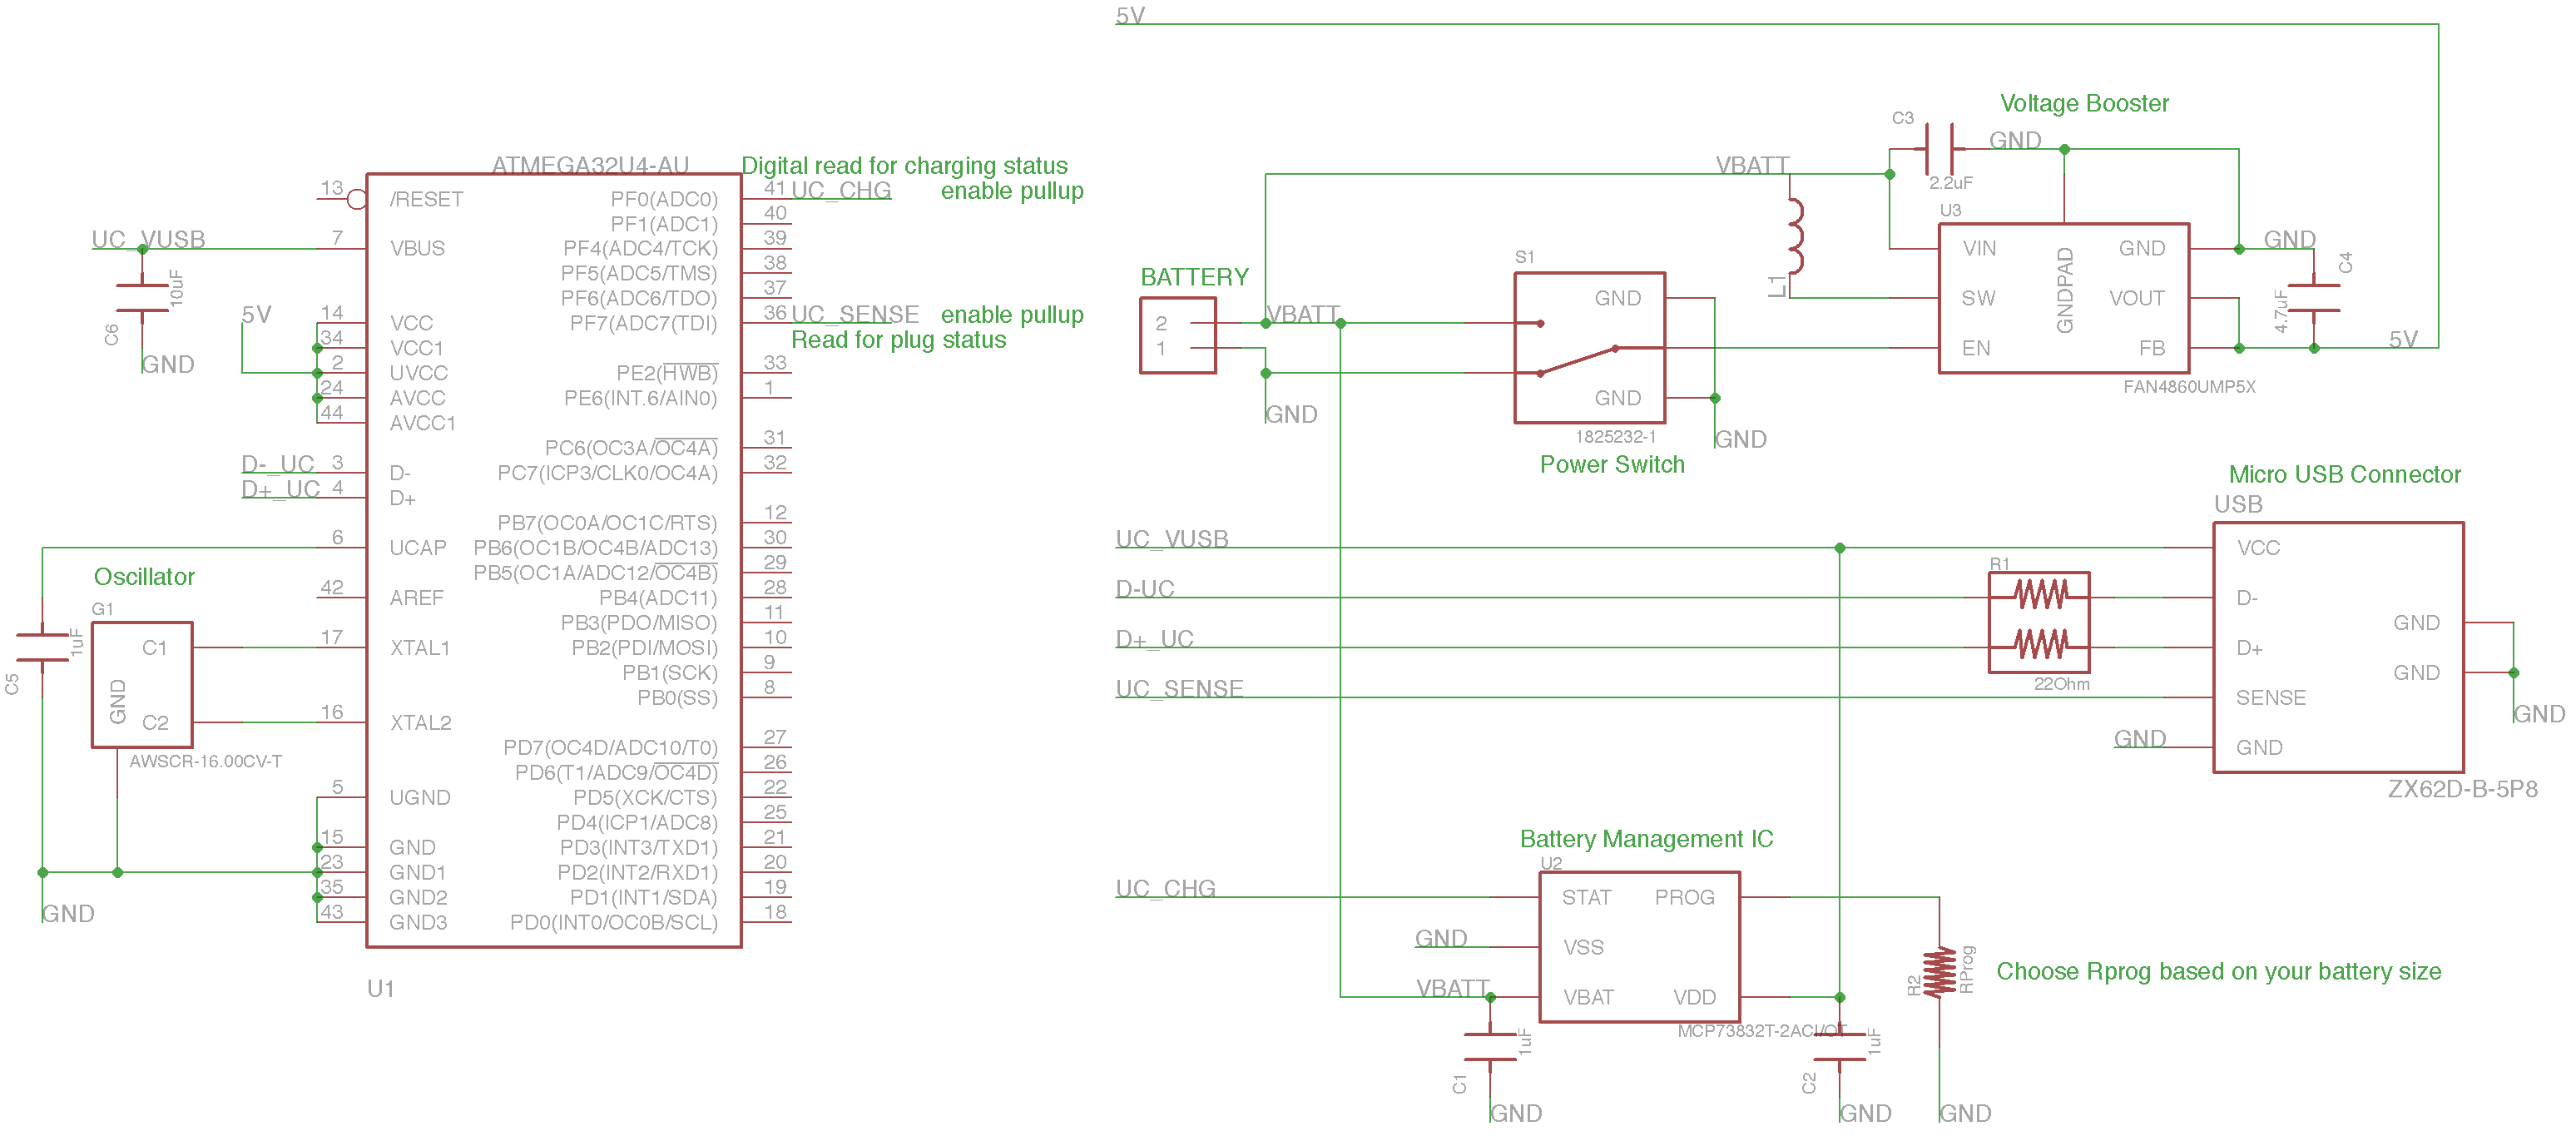 5V
Voltage Booster
C3
GND
2.2uF
VBATT
L1
U3
VIN
SW
EN
GNDPAD
GND
VOUT
FB
FAN4860UMP5X
GND
C4
4.7uF
5V
ATMEGA32U4-AU
Digital read for charging status
13
/RESET
PF0(ADC0)
41
UC_CHG
enable pullup
PF1(ADC1)
40
UC_VUSB
7
VBUS
PF4(ADC4/TCK)
39
PF5(ADC5/TMS)
38
PF6(ADC6/TDO)
37
10uF
C6
GND
5V
14
VCC
PF7(ADC7(TDI)
36
UC_SENSE
enable pullup
Read for plug status
34
VCC1
2
UVCC
PE2(HWB)
33
24
AVCC
PE6(INT.6/AIN0)
1
44
AVCC1
PC6(OC3A/OC4A)
31
D-_UC
3
D-
PC7(ICP3/CLK0/OC4A)
32
D+_UC
4
D+
PB7(OC0A/OC1C/RTS)
12
6
UCAP
PB6(OC1B/OC4B/ADC13)
30
PB5(OC1A/ADC12/OC4B)
29
42
AREF
PB4(ADC11)
28
PB3(PDO/MISO)
11
17
XTAL1
PB2(PDI/MOSI)
10
PB1(SCK)
9
PB0(SS)
8
16
XTAL2
PD7(OC4D/ADC10/T0)
27
PD6(T1/ADC9/OC4D)
26
5
UGND
PD5(XCK/CTS)
22
PD4(ICP1/ADC8)
25
15
GND
PD3(INT3/TXD1)
21
23
GND1
PD2(INT2/RXD1)
20
35
GND2
PD1(INT1/SDA)
19
43
GND3
PD0(INT0/OC0B/SCL)
18
U1
Oscillator
G1
C1
GND
C2
AWSCR-16.00CV-T
1uF
C5
GND
BATTERY
2
1
VBATT
GND
S1
GND
GND
1825232-1
Power Switch
GND
Micro USB Connector
USB
UC_VUSB
VCC
D-UC
R1
D-
D+_UC
D+
22Ohm
UC_SENSE
SENSE
GND
GND
GND
GND
GND
ZX62D-B-5P8
Battery Management IC
U2
UC_CHG
STAT
PROG
GND
VSS
VBATT
VBAT
VDD
MCP73832T-2ACI/OT
R2
RProg
Choose Rprog based on your battery size
1uF
C1
GND
1uF
C2
GND
GND